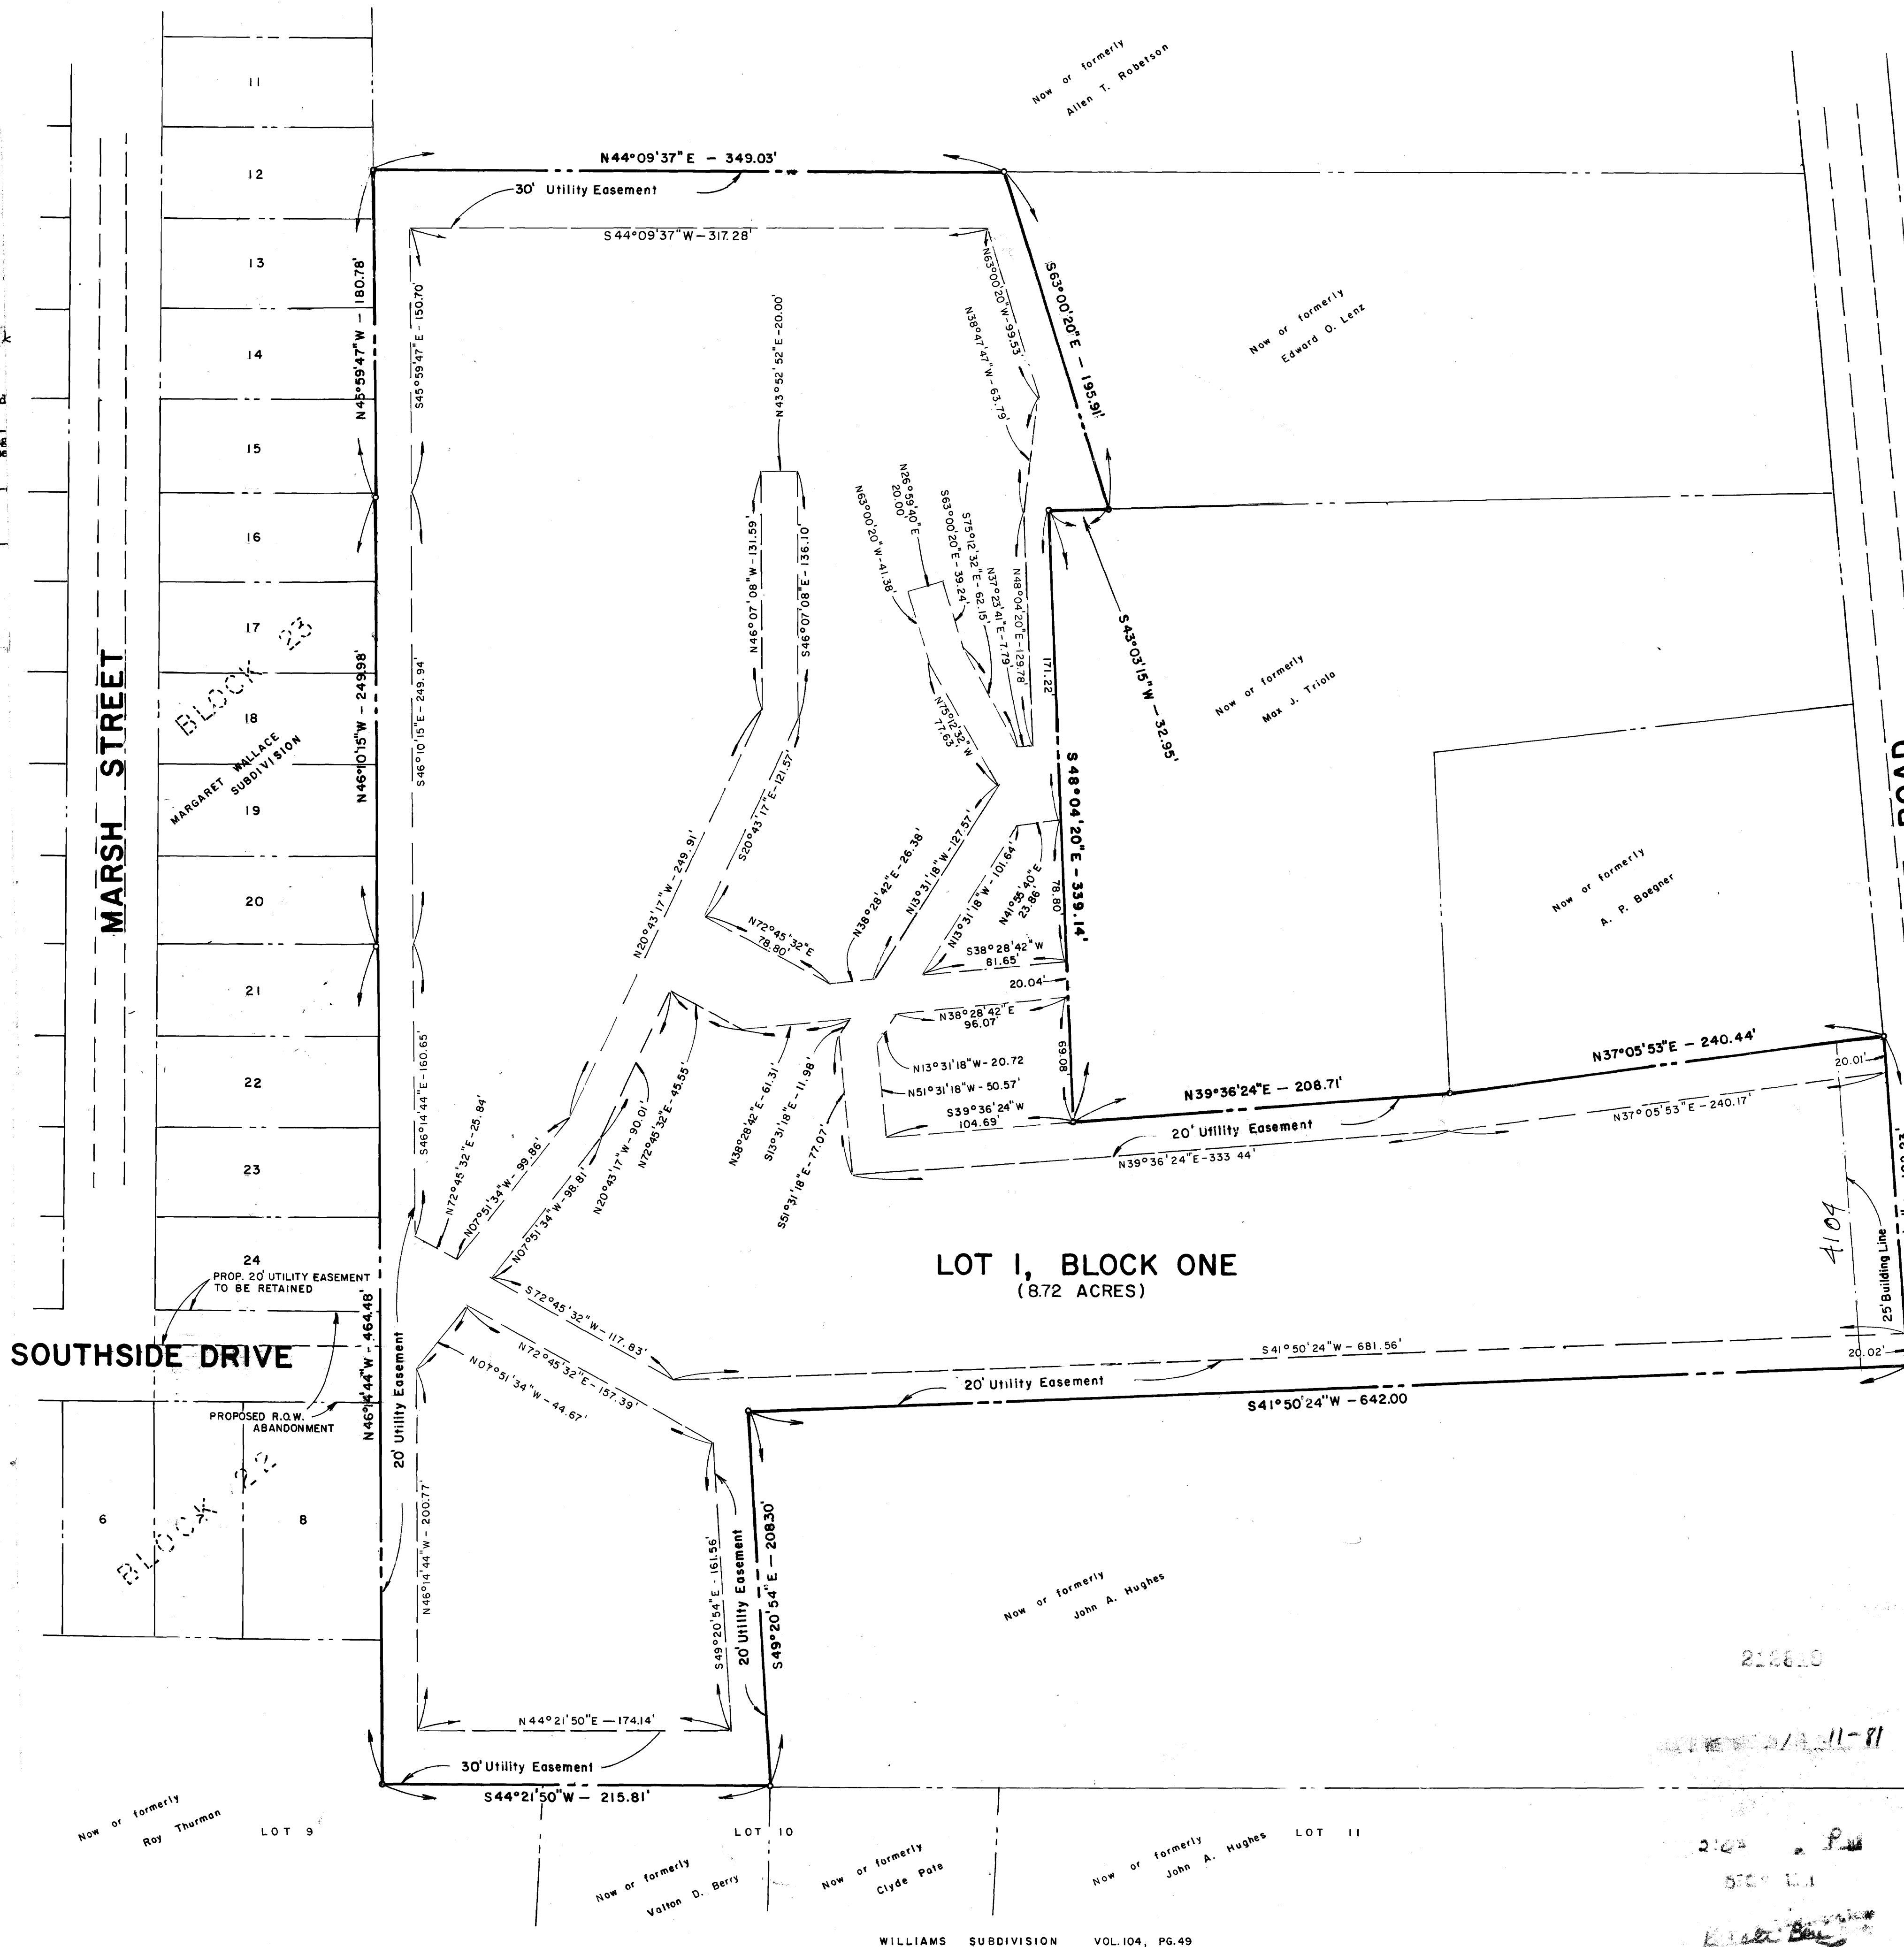 Now or formerly
Allen T. Robetson
11
12
13
14
15
16
17
18
19
20
21
22
23
24
MARSH STREET
BLOCK 23
MARGARET WALLACE
SUBDIVISION
N44°09'37"E - 349.03'
30' Utility Easement
S44°09'37"W-317.28'
N45°59'47"W - 180.78'
S45°59'47"E - 150.70'
N63°00'20"W-99.53'
S63°00'20"E - 195.91'
N38°47'47"W-63.79'
Now or formerly
Edward O. Lenz
N43°52'52"E-20.00'
N46°07'08"W-131.59'
S46°07'08"E-136.10'
N63°00'20"W-41.38'
N26°59'40"E
20.00'
S63°00'20"E-39.24'
S75°12'32"E-62.15'
N37°23'41"E-7.79'
N48°04'20"E-129.78'
171.22'
S43°03'15"W - 32.95'
Now or formerly
Max J. Triolo
N46°10'15"W - 249.98'
S46°10'15"E - 249.94'
N75°12'32"W
77.63'
S48°04'20"E - 339.14'
ROAD
N20°43'17"W-249.91'
S20°43'17"E-121.57'
N38°28'42"E-26.38'
N13°31'18"W-127.57'
N13°31'18"W-101.64'
N41°55'40"E
23.86'
78.80'
Now or formerly
A. P. Boegner
N72°45'32"E
78.80'
S38°28'42"W
81.65'
20.04'
N38°28'42"E
96.07'
69.08'
N13°31'18"W-20.72
N51°31'18"W-50.57'
S39°36'24"W
104.69'
S46°14'44"E-160.65'
N72°45'32"E-25.84'
N07°51'34"W-99.86'
N07°51'34"W-98.81'
N20°43'17"W-90.01'
N72°45'32"E-45.55'
N38°28'42"E-61.31'
S13°31'18"E-11.98'
S51°31'18"E-77.07'
N39°36'24"E - 208.71'
N37°05'53"E - 240.44'
20.01'
20' Utility Easement
N37°05'53"E-240.17'
N39°36'24"E-333 44'
4104
25' Building Line
LOT 1, BLOCK ONE
(8.72 ACRES)
PROP. 20' UTILITY EASEMENT
TO BE RETAINED
SOUTHSIDE DRIVE
PROPOSED R.O.W.
ABANDONMENT
N46°14'44"W - 464.48'
20' Utility Easement
S72°45'32"W-117.83'
N72°45'32"E-157.39'
N07°51'34"W-44.67'
S41°50'24"W-681.56'
20.02'
20' Utility Easement
S41°50'24"W-642.00
BLOCK 22
6
7
8
N46°14'44"W-200.77'
S49°20'54"E-161.56'
20' Utility Easement
S49°20'54"E - 208.30'
Now or formerly
John A. Hughes
N44°21'50"E-174.14'
30' Utility Easement
S44°21'50"W - 215.81'
11-81
Now or formerly
Roy Thurman
LOT 9
LOT 10
Now or formerly
Valton D. Berry
Now or formerly
Clyde Pate
Now or formerly
John A. Hughes
LOT 11
WILLIAMS SUBDIVISION VOL. 104, PG. 49